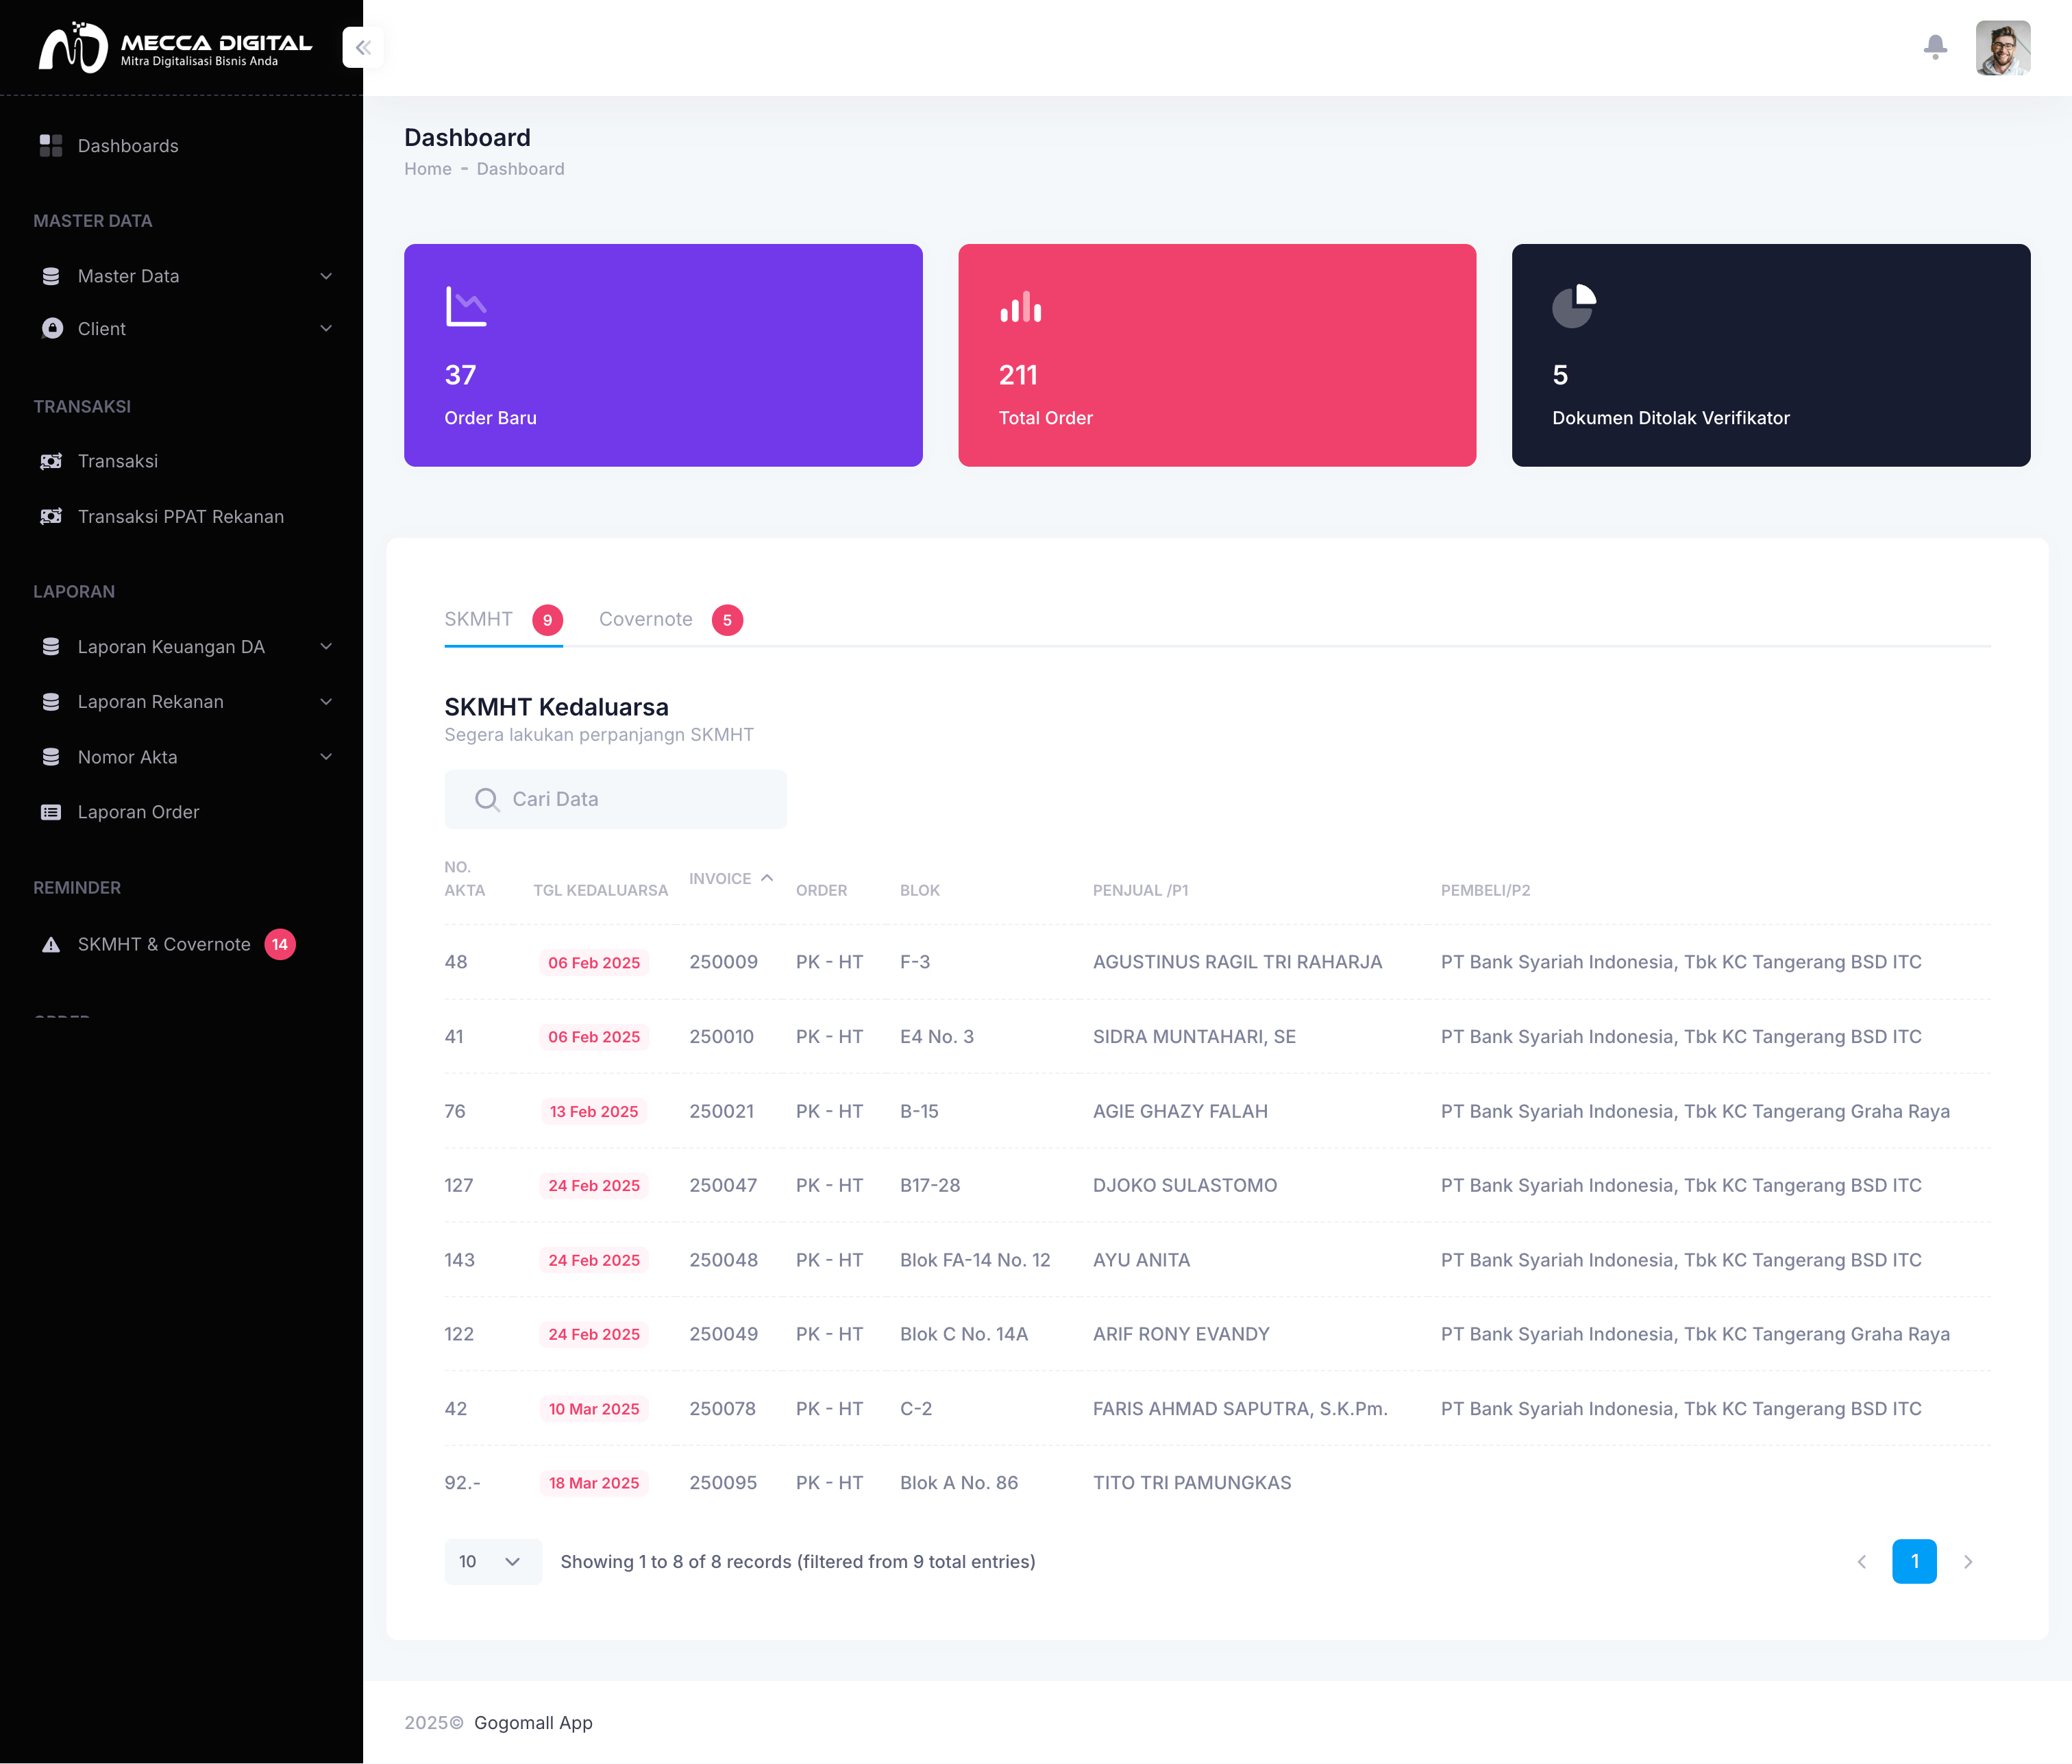 MECCA DIGITAL
Mitra Digitalisasi Bisnis Anda
Dashboards
MASTER DATA
Master Data
Client
TRANSAKSI
Transaksi
Transaksi PPAT Rekanan
LAPORAN
Laporan Keuangan DA
Laporan Rekanan
Nomor Akta
Laporan Order
REMINDER
SKMHT & Covernote 14
Dashboard
Home - Dashboard
37
Order Baru
211
Total Order
5
Dokumen Ditolak Verifikator
SKMHT 9 Covernote 5
SKMHT Kedaluarsa
Segera lakukan perpanjangn SKMHT
Cari Data
NO. AKTA TGL KEDALUARSA INVOICE ORDER BLOK PENJUAL /P1 PEMBELI/P2
48 06 Feb 2025 250009 PK - HT F-3 AGUSTINUS RAGIL TRI RAHARJA PT Bank Syariah Indonesia, Tbk KC Tangerang BSD ITC
41 06 Feb 2025 250010 PK - HT E4 No. 3 SIDRA MUNTAHARI, SE PT Bank Syariah Indonesia, Tbk KC Tangerang BSD ITC
76 13 Feb 2025 250021 PK - HT B-15 AGIE GHAZY FALAH PT Bank Syariah Indonesia, Tbk KC Tangerang Graha Raya
127 24 Feb 2025 250047 PK - HT B17-28 DJOKO SULASTOMO PT Bank Syariah Indonesia, Tbk KC Tangerang BSD ITC
143 24 Feb 2025 250048 PK - HT Blok FA-14 No. 12 AYU ANITA PT Bank Syariah Indonesia, Tbk KC Tangerang BSD ITC
122 24 Feb 2025 250049 PK - HT Blok C No. 14A ARIF RONY EVANDY PT Bank Syariah Indonesia, Tbk KC Tangerang Graha Raya
42 10 Mar 2025 250078 PK - HT C-2 FARIS AHMAD SAPUTRA, S.K.Pm. PT Bank Syariah Indonesia, Tbk KC Tangerang BSD ITC
92.- 18 Mar 2025 250095 PK - HT Blok A No. 86 TITO TRI PAMUNGKAS
10 Showing 1 to 8 of 8 records (filtered from 9 total entries) 1
2025© Gogomall App